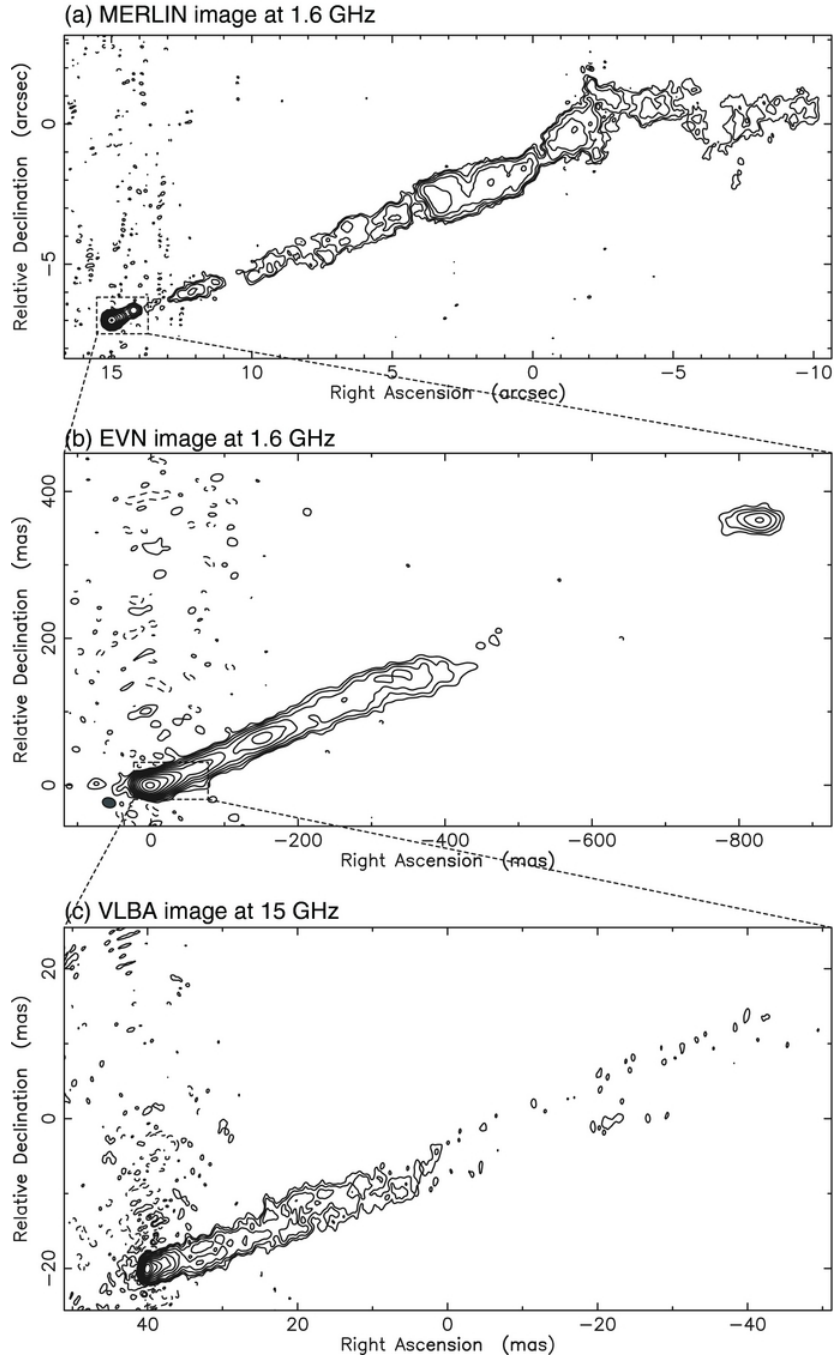 (a) MERLIN image at 1.6 GHz
Relative Declination (arcsec)
0
−5
15 10 5 0 −5 −10
Right Ascension (arcsec)
(b) EVN image at 1.6 GHz
Relative Declination (mas)
400
200
0
0 −200 −400 −600 −800
Right Ascension (mas)
(c) VLBA image at 15 GHz
Relative Declination (mas)
20
0
−20
40 20 0 −20 −40
Right Ascension (mas)